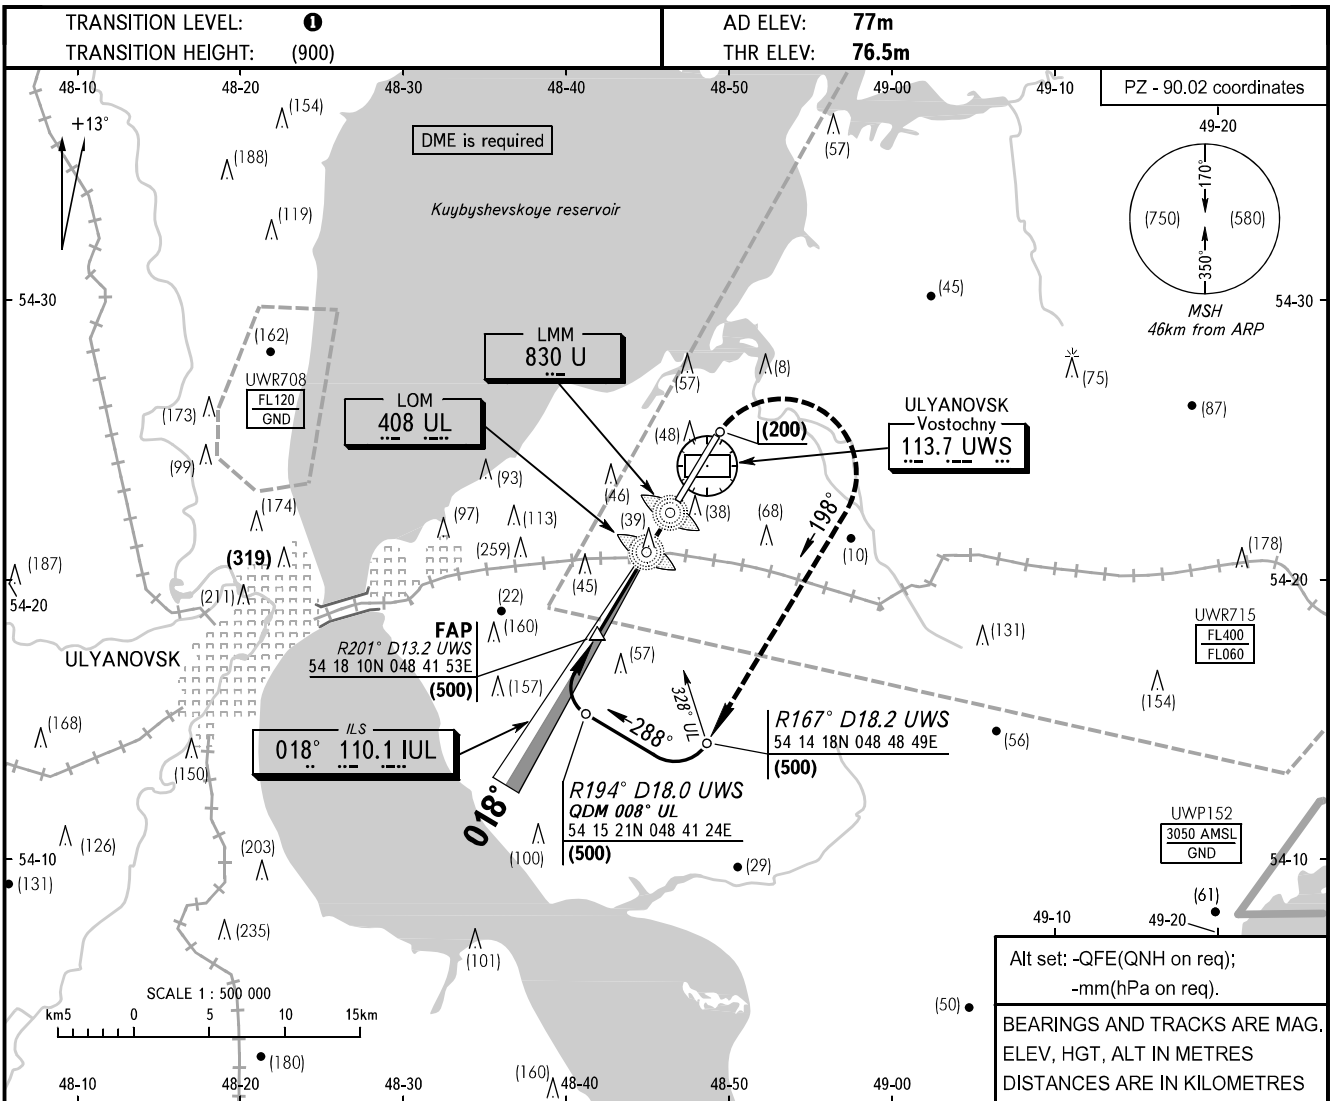 TRANSITION LEVEL: ❶
TRANSITION HEIGHT: (900)
AD ELEV: 77m
THR ELEV: 76.5m
48-10 48-20 48-30 48-40 48-50 49-00 49-10
PZ - 90.02 coordinates
49-20
+13°
(154)
DME is required
(57)
(188)
170°
(119)
Kuybyshevskoye reservoir
(750) (580)
350°
(45)
54-30
54-30
MSH
46km from ARP
(162)
LMM
830 U
UWR708
FL120
GND
(57)
(8)
(75)
LOM
408 UL
(173)
(87)
ULYANOVSK
Vostochny
113.7 UWS
(48)
(200)
(99)
(93)
(46)
(174)
(97)
(113)
(39)
(38)
(68)
198°
(259)
(10)
(319)
(178)
(187)
(45)
54-20
54-20
(211)
(22)
FAP
R201° D13.2 UWS
54 18 10N 048 41 53E
(500)
(160)
UWR715
FL400
FL060
(131)
ULYANOVSK
(57)
(157)
328° UL
(154)
(168)
ILS
018° 110.1 IUL
288°
R167° D18.2 UWS
54 14 18N 048 48 49E
(500)
(56)
(150)
018°
R194° D18.0 UWS
QDM 008° UL
54 15 21N 048 41 24E
(500)
UWP152
3050 AMSL
GND
(126)
(203)
(100)
(29)
54-10
54-10
(131)
(61)
49-10
49-20
(235)
(101)
Alt set: -QFE(QNH on req);
-mm(hPa on req).
SCALE 1 : 500 000
km5 0 5 10 15km
(50)
BEARINGS AND TRACKS ARE MAG.
ELEV, HGT, ALT IN METRES
DISTANCES ARE IN KILOMETRES
(180)
(160)
48-10 48-20 48-30 48-40 48-50 49-00